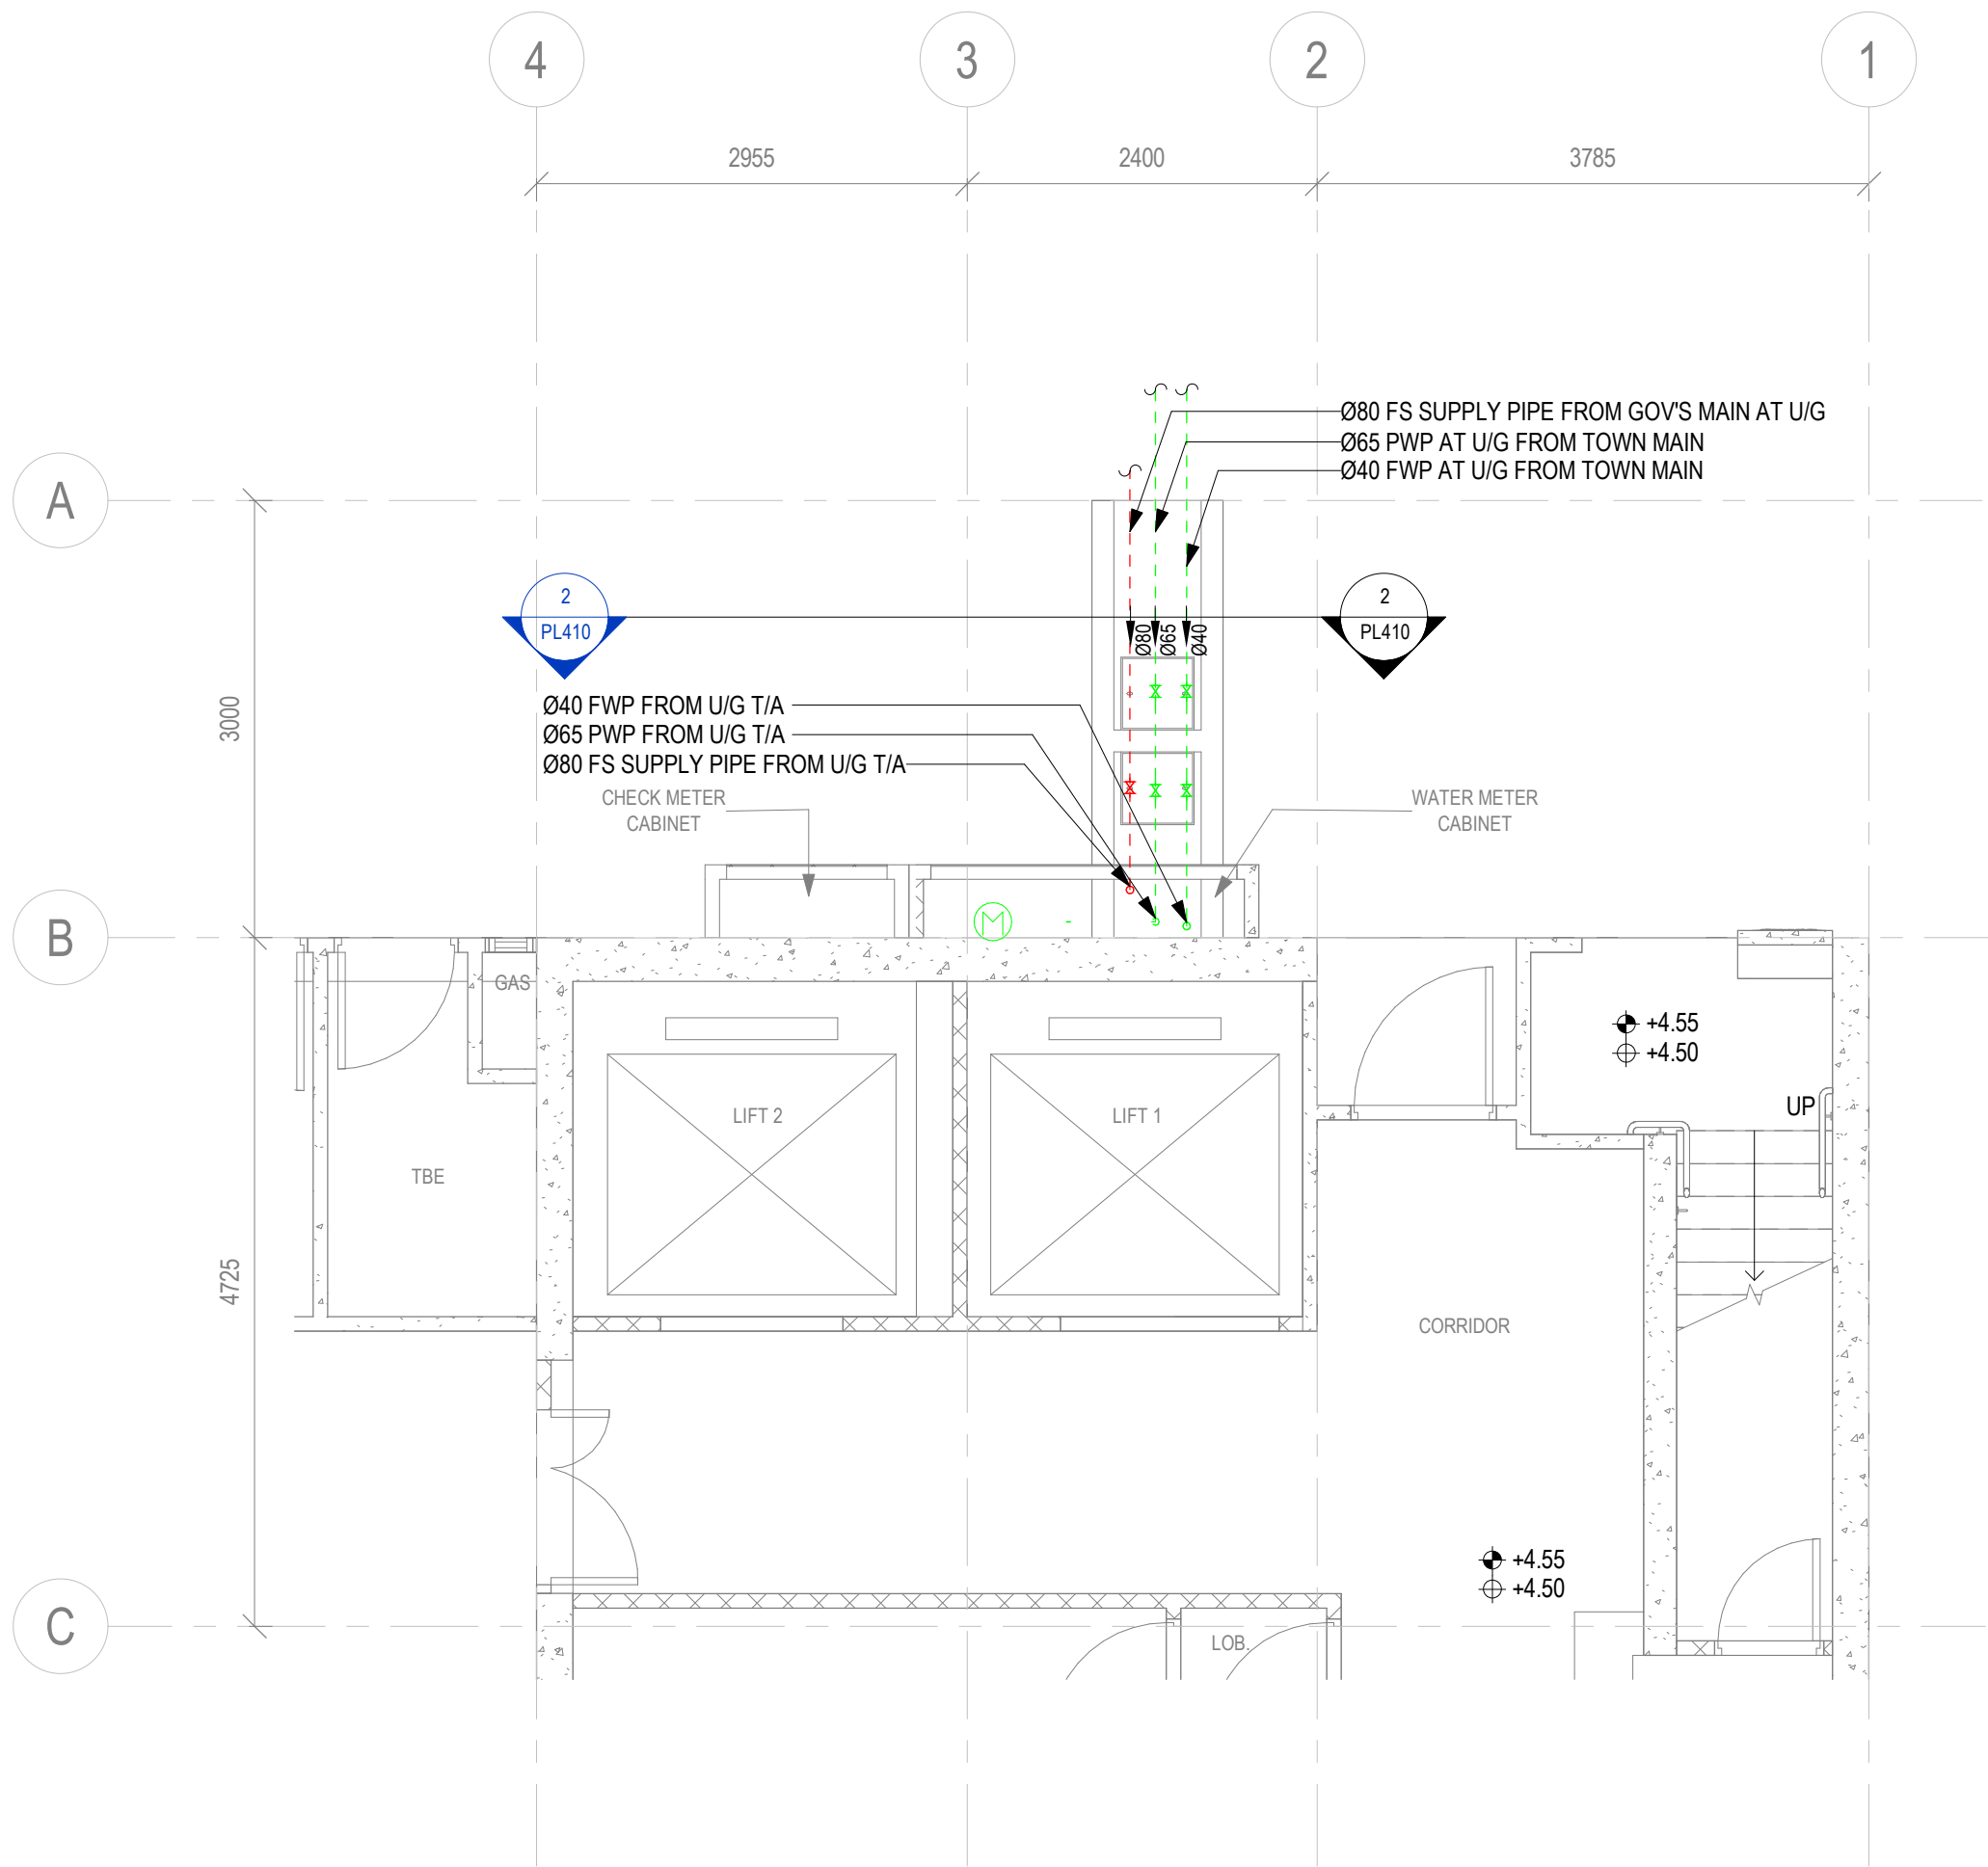 4
3
2
1
2955
2400
3785
Ø80 FS SUPPLY PIPE FROM GOV'S MAIN AT U/G
Ø65 PWP AT U/G FROM TOWN MAIN
Ø40 FWP AT U/G FROM TOWN MAIN
A
2
PL410
2
PL410
Ø80
Ø65
Ø40
3000
Ø40 FWP FROM U/G T/A
Ø65 PWP FROM U/G T/A
Ø80 FS SUPPLY PIPE FROM U/G T/A
CHECK METER
CABINET
WATER METER
CABINET
M
B
GAS
+4.55
+4.50
LIFT 2
LIFT 1
UP
TBE
4725
CORRIDOR
+4.55
+4.50
C
LOB.